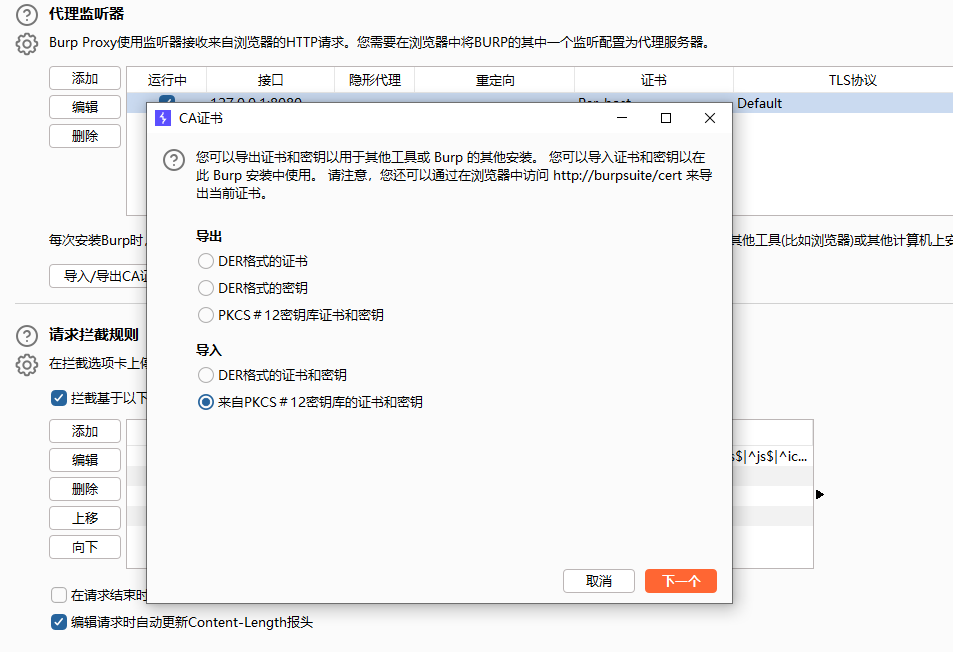 代理监听器
Burp Proxy使用监听器接收来自浏览器的HTTP请求。您需要在浏览器中将BURP的其中一个监听配置为代理服务器。
添加 运行中 接口 隐形代理 重定向 证书 TLS协议
编辑 127.0.0.1:8080 Per-host Default
删除
CA证书
您可以导出证书和密钥以用于其他工具或 Burp 的其他安装。 您可以导入证书和密钥以在
此 Burp 安装中使用。 请注意，您还可以通过在浏览器中访问 http://burpsuite/cert 来导
出当前证书。
每次安装Burp时, 其他工具(比如浏览器)或其他计算机上安
导入/导出CA证
导出
DER格式的证书
DER格式的密钥
PKCS＃12密钥库证书和密钥
导入
DER格式的证书和密钥
来自PKCS＃12密钥库的证书和密钥
取消 下一个
请求拦截规则
在拦截选项卡上
拦截基于以下
添加
编辑 s$|^js$|^ic...
删除
上移
向下
在请求结束时
编辑请求时自动更新Content-Length报头